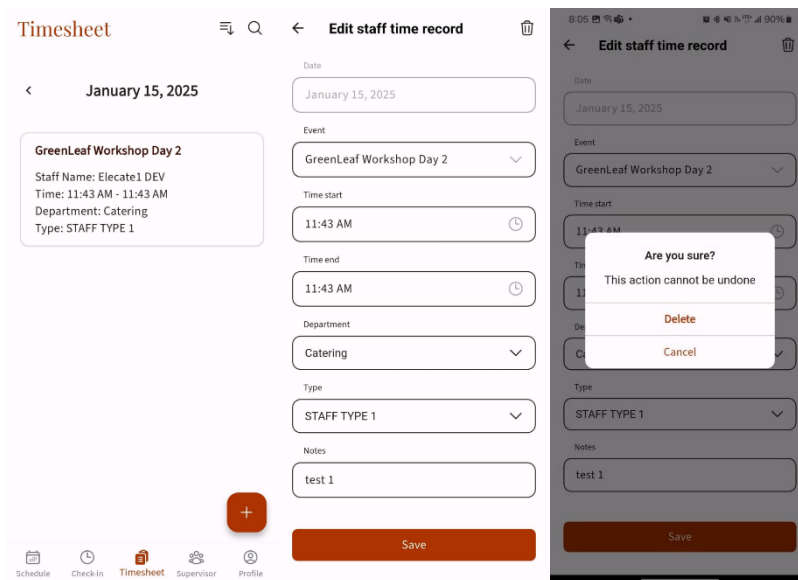 Timesheet
January 15, 2025
GreenLeaf Workshop Day 2
Staff Name: Elecate1 DEV
Time: 11:43 AM - 11:43 AM
Department: Catering
Type: STAFF TYPE 1
+
Schedule Check-in Timesheet Supervisor Profile
Edit staff time record
Date
January 15, 2025
Event
GreenLeaf Workshop Day 2
Time start
11:43 AM
Time end
11:43 AM
Department
Catering
Type
STAFF TYPE 1
Notes
test 1
Save
8:05 90%
Edit staff time record
Date
January 15, 2025
Event
GreenLeaf Workshop Day 2
Time start
11:43 AM
Are you sure?
This action cannot be undone
Delete
Cancel
Type
STAFF TYPE 1
Notes
test 1
Save